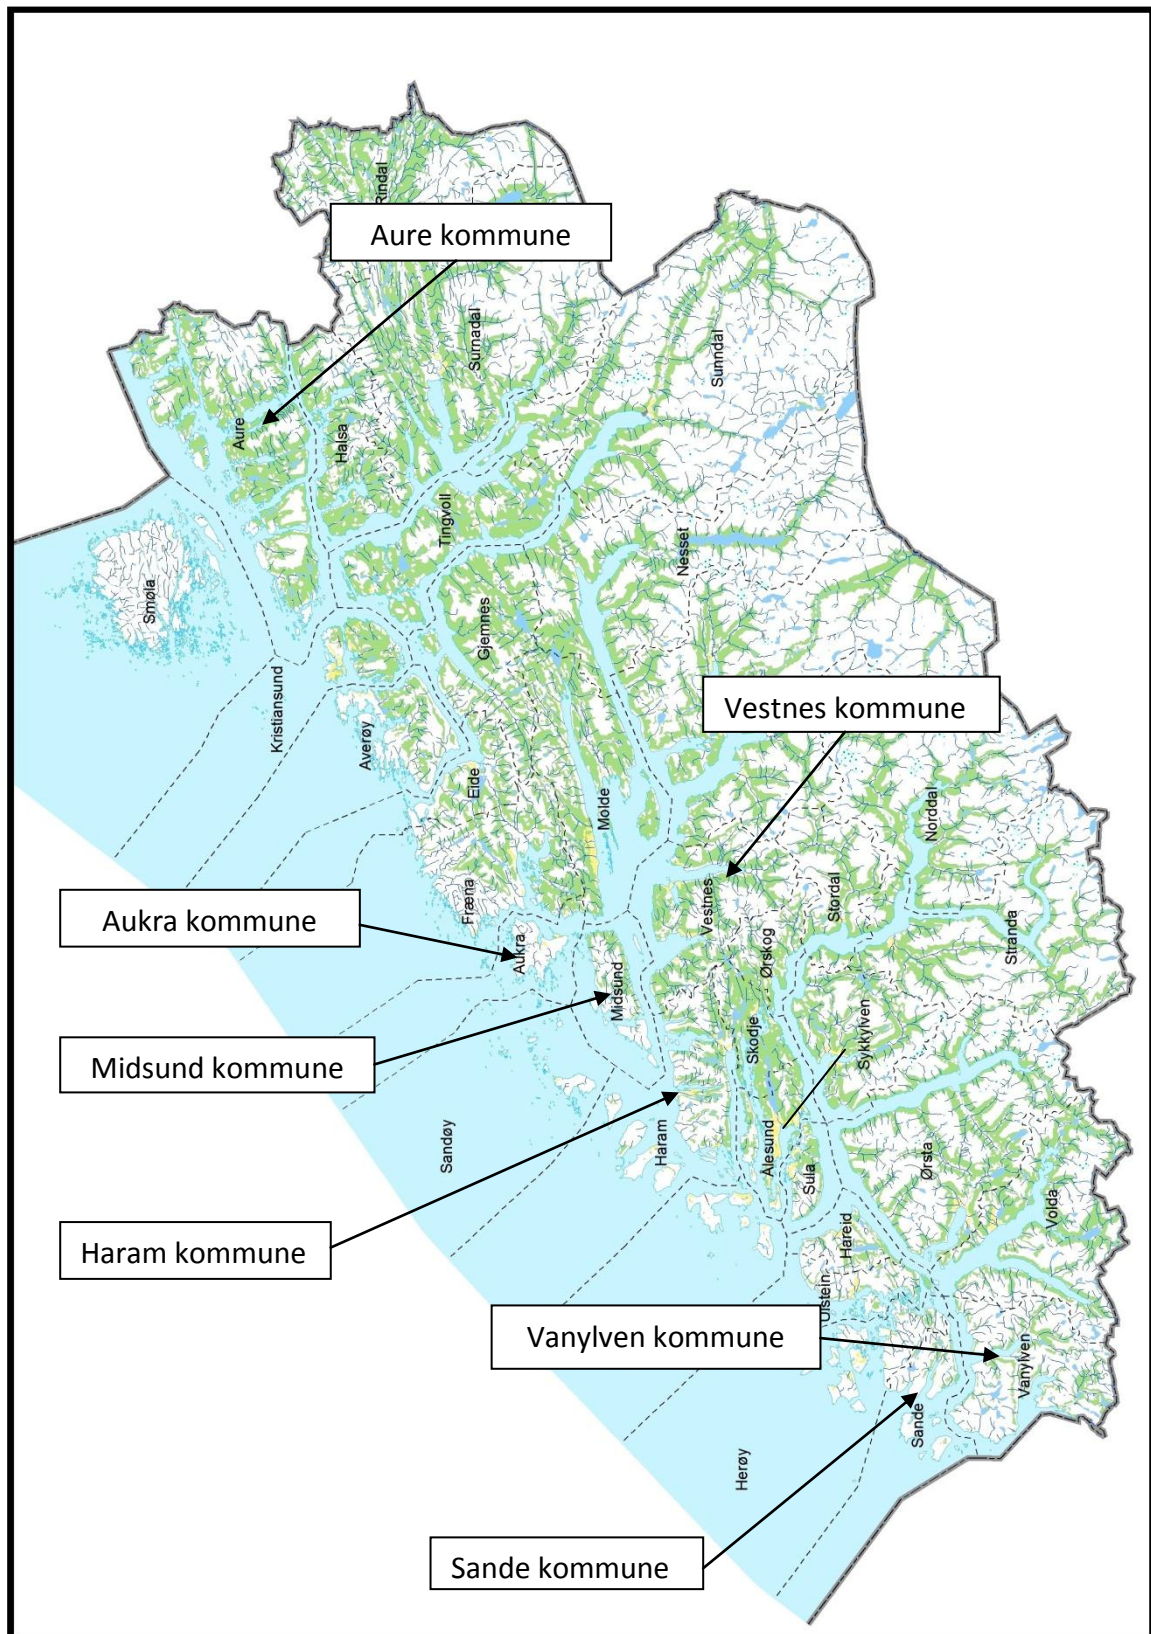 Rindal
Aure kommune
Surnadal
Sunndal
Aure
Halsa
Tingvoll
Nesset
Smøla
Gjemnes
Kristiansund
Averøy
Eide
Vestnes kommune
Molde
Norddal
Aukra kommune
Fræna
Vestnes
Stordal
Aukra
Ørskog
Stranda
Midsund
Midsund kommune
Skodje
Sykkylven
Sandøy
Haram
Ålesund
Sula
Ørsta
Volda
Haram kommune
Hareid
Ulstein
Vanylven kommune
Vanylven
Sande
Herøy
Sande kommune